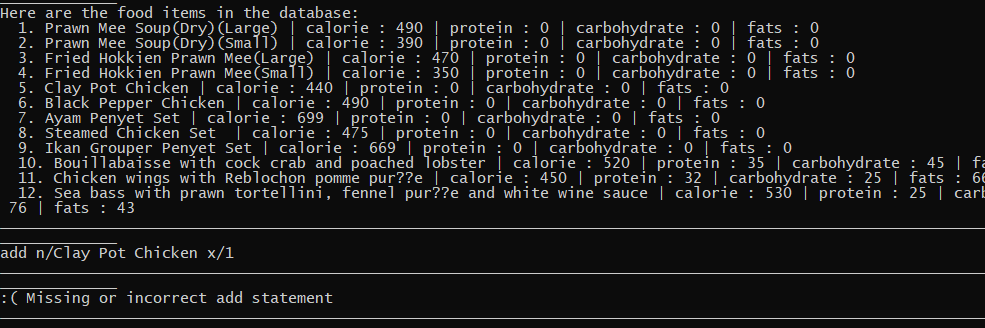 Here are the food items in the database:
1. Prawn Mee Soup(Dry)(Large) | calorie : 490 | protein : 0 | carbohydrate : 0 | fats : 0
2. Prawn Mee Soup(Dry)(Small) | calorie : 390 | protein : 0 | carbohydrate : 0 | fats : 0
3. Fried Hokkien Prawn Mee(Large) | calorie : 470 | protein : 0 | carbohydrate : 0 | fats : 0
4. Fried Hokkien Prawn Mee(Small) | calorie : 350 | protein : 0 | carbohydrate : 0 | fats : 0
5. Clay Pot Chicken | calorie : 440 | protein : 0 | carbohydrate : 0 | fats : 0
6. Black Pepper Chicken | calorie : 490 | protein : 0 | carbohydrate : 0 | fats : 0
7. Ayam Penyet Set | calorie : 699 | protein : 0 | carbohydrate : 0 | fats : 0
8. Steamed Chicken Set  | calorie : 475 | protein : 0 | carbohydrate : 0 | fats : 0
9. Ikan Grouper Penyet Set | calorie : 669 | protein : 0 | carbohydrate : 0 | fats : 0
10. Bouillabaisse with cock crab and poached lobster | calorie : 520 | protein : 35 | carbohydrate : 45 | fa
11. Chicken wings with Reblochon pomme pur??e | calorie : 450 | protein : 32 | carbohydrate : 25 | fats : 66
12. Sea bass with prawn tortellini, fennel pur??e and white wine sauce | calorie : 530 | protein : 25 | car
76 | fats : 43
add n/Clay Pot Chicken x/1
:( Missing or incorrect add statement